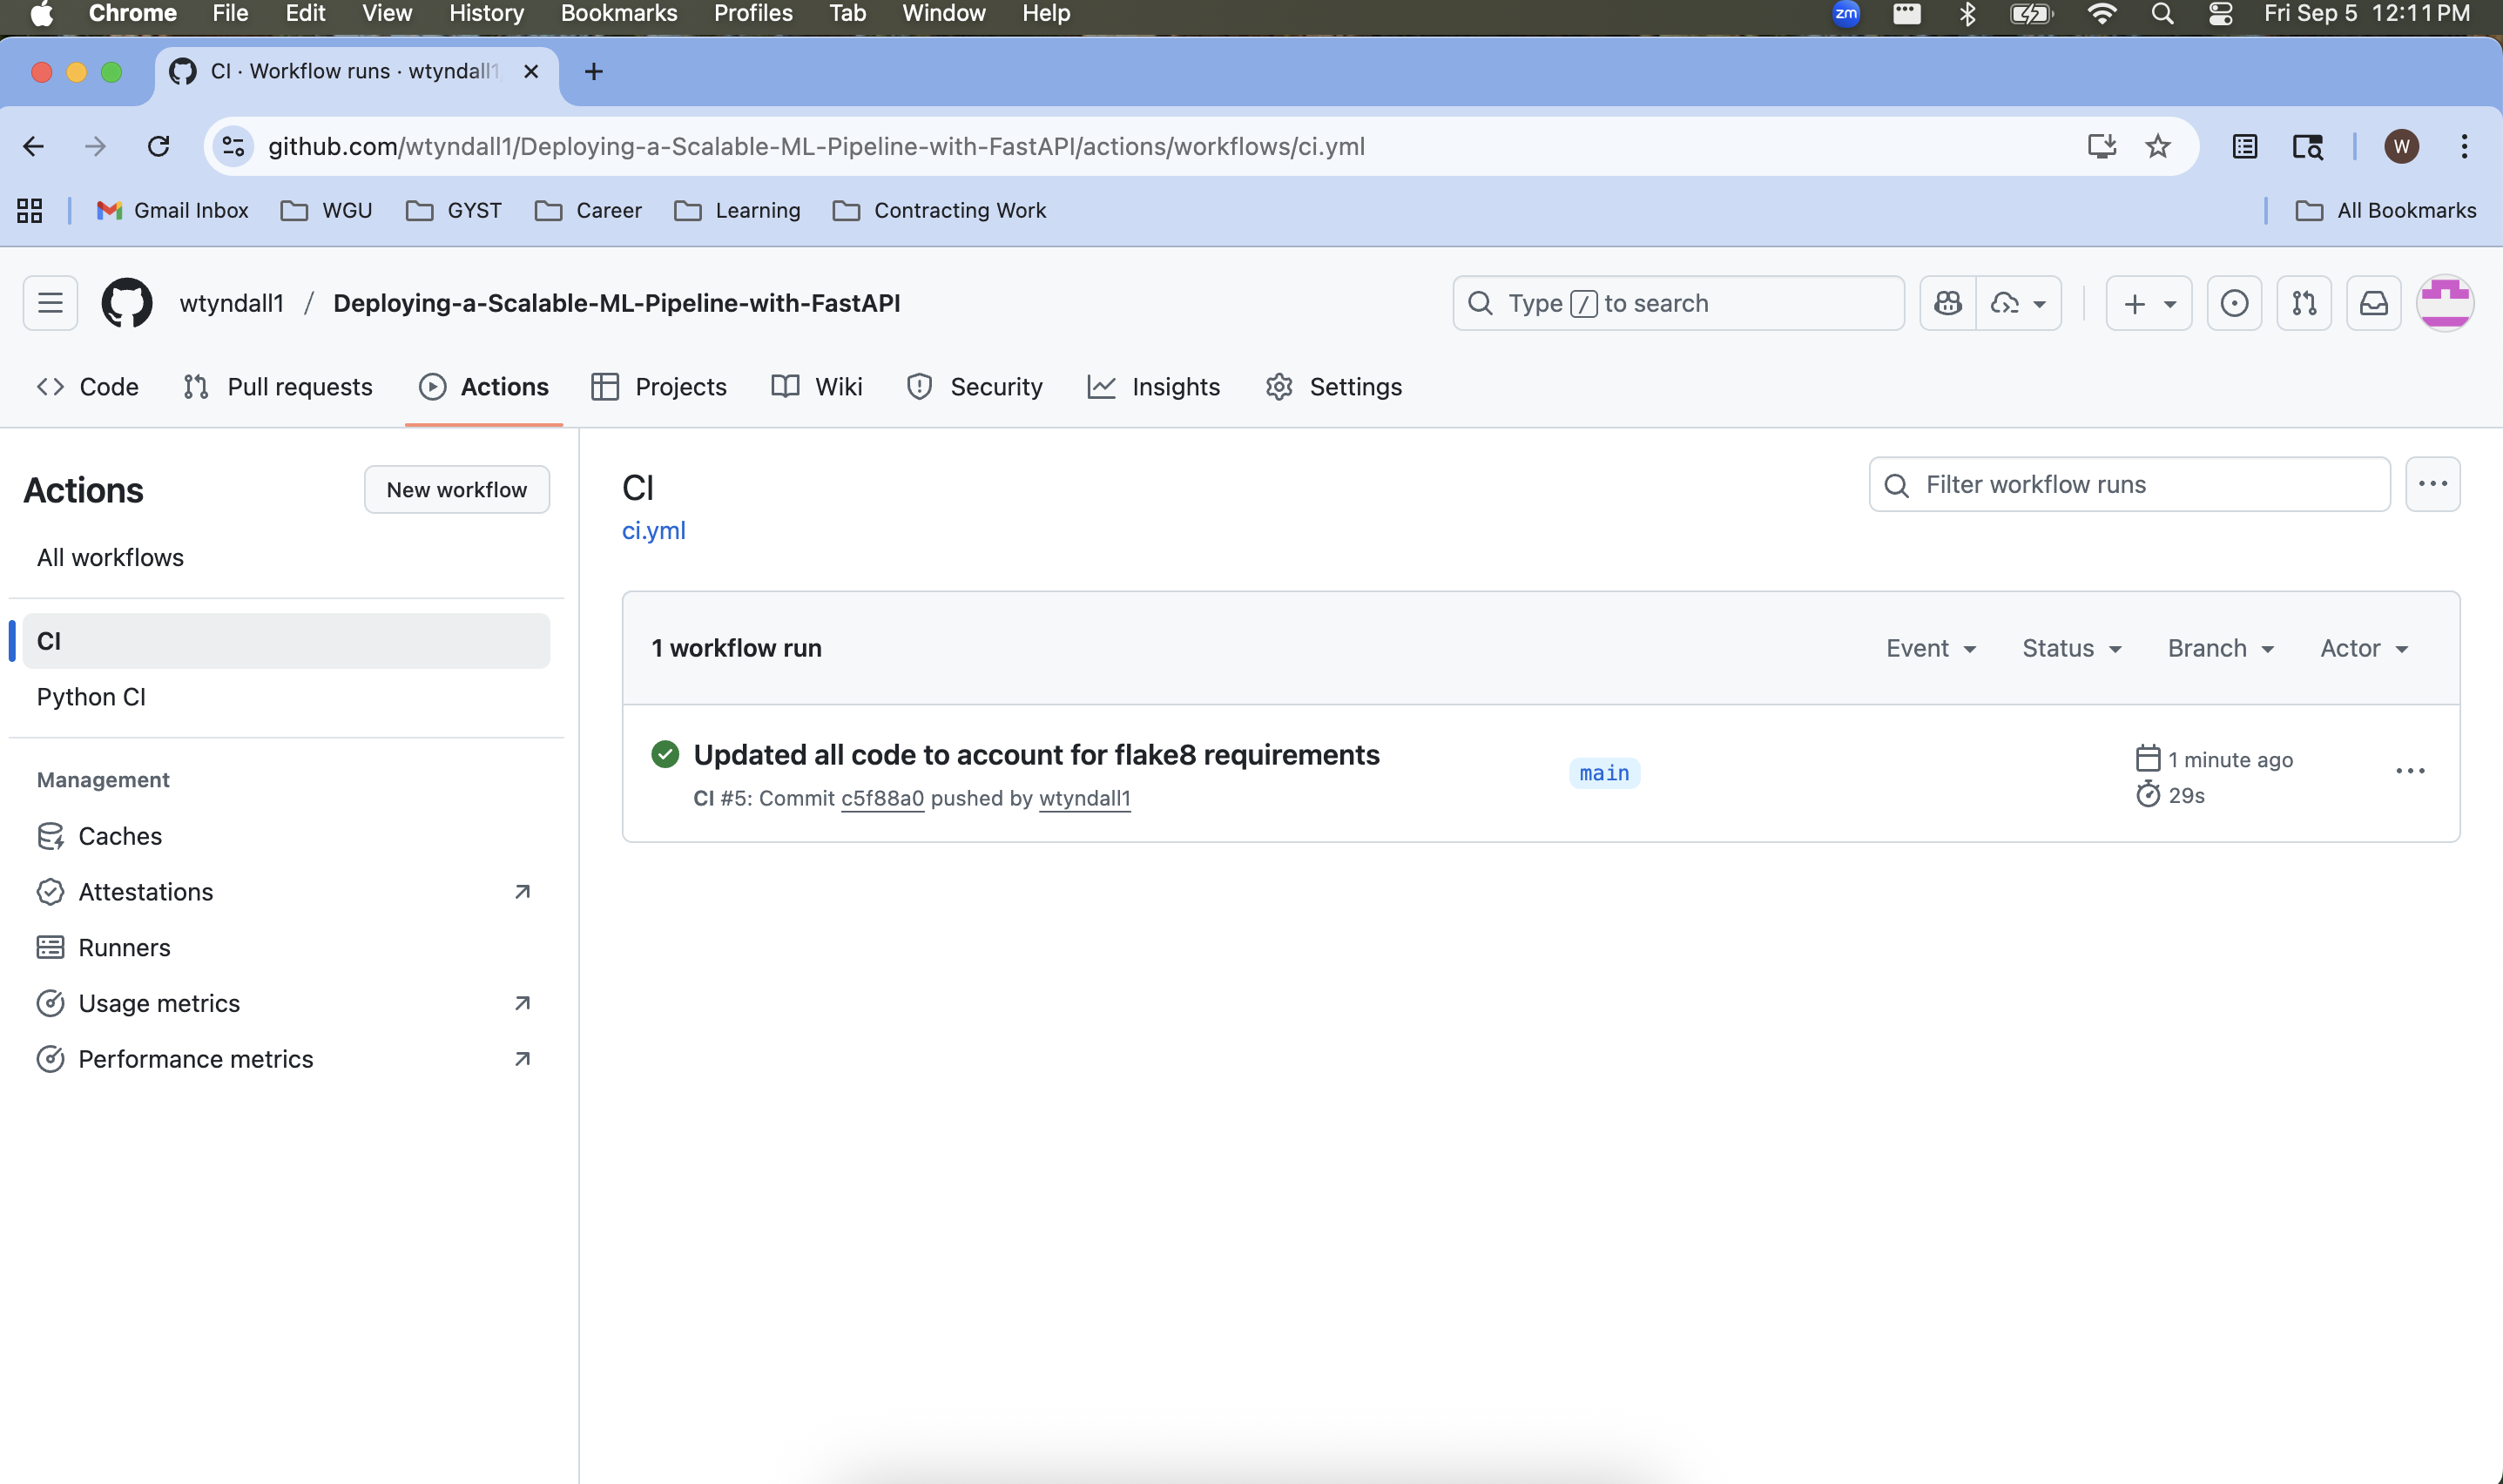 Chrome File Edit View History Bookmarks Profiles Tab Window Help zm Fri Sep 5 12:11 PM
CI · Workflow runs · wtyndall1
github.com/wtyndall1/Deploying-a-Scalable-ML-Pipeline-with-FastAPI/actions/workflows/ci.yml W
Gmail Inbox WGU GYST Career Learning Contracting Work All Bookmarks
wtyndall1 / Deploying-a-Scalable-ML-Pipeline-with-FastAPI Type / to search
Code Pull requests Actions Projects Wiki Security Insights Settings
Actions New workflow
All workflows
CI
Python CI
Management
Caches
Attestations
Runners
Usage metrics
Performance metrics
CI
ci.yml
Filter workflow runs
1 workflow run Event Status Branch Actor
Updated all code to account for flake8 requirements
CI #5: Commit c5f88a0 pushed by wtyndall1
main
1 minute ago
29s